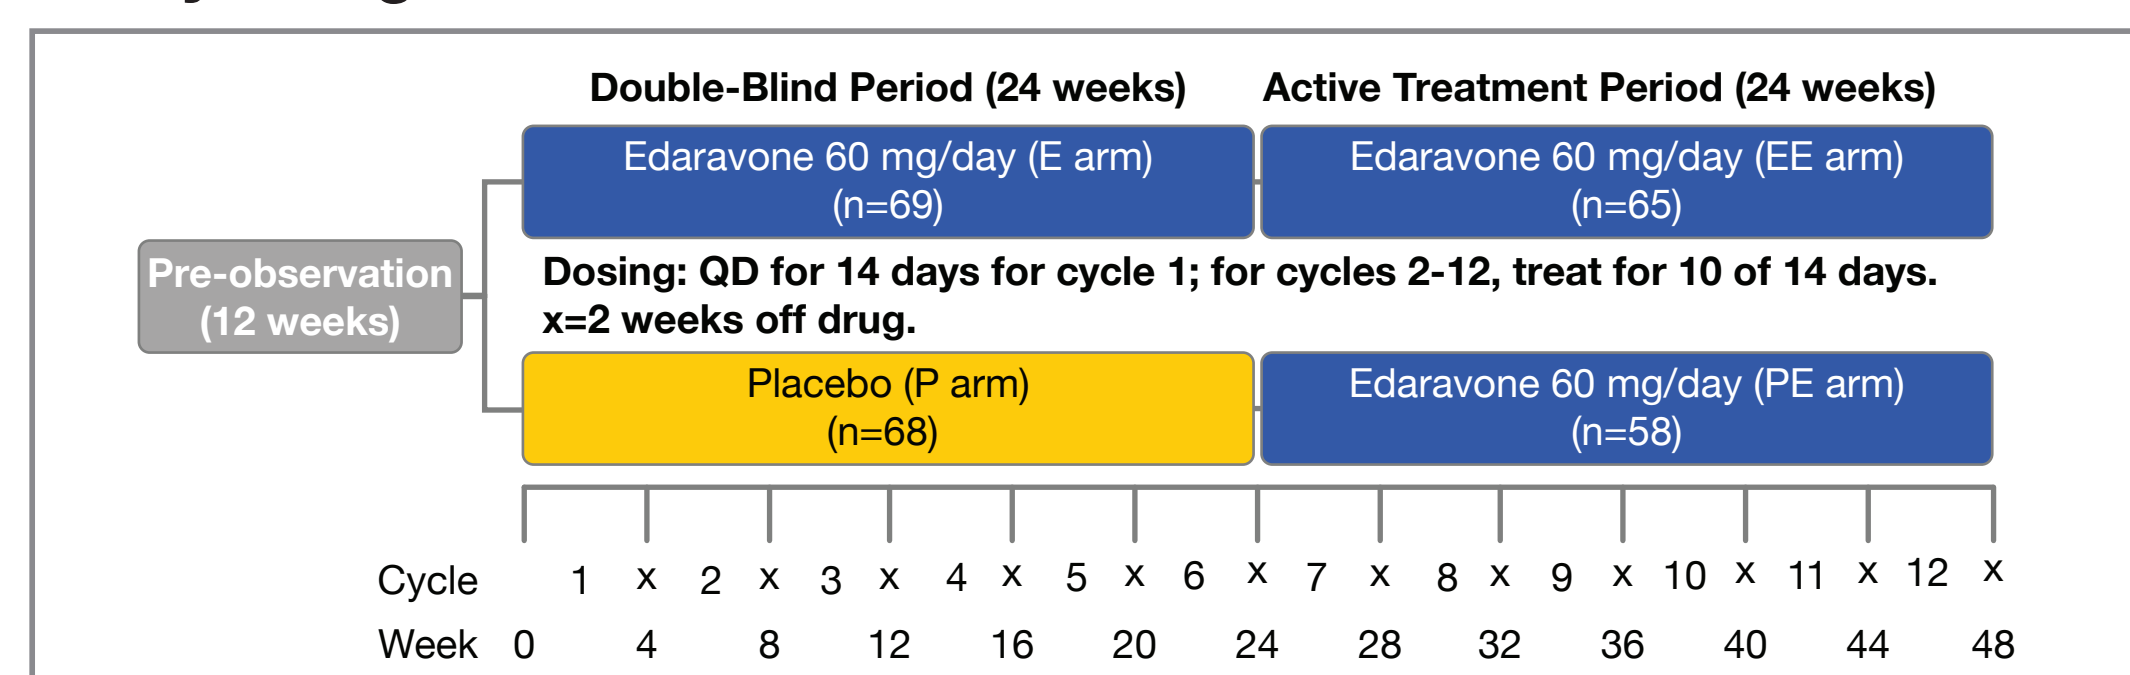 Double-Blind Period (24 weeks)
Active Treatment Period (24 weeks)
Edaravone 60 mg/day (E arm)
(n=69)
Edaravone 60 mg/day (EE arm)
(n=65)
Pre-observation
(12 weeks)
Dosing: QD for 14 days for cycle 1; for cycles 2-12, treat for 10 of 14 days.
x=2 weeks off drug.
Placebo (P arm)
(n=68)
Edaravone 60 mg/day (PE arm)
(n=58)
Cycle 1 x 2 x 3 x 4 x 5 x 6 x 7 x 8 x 9 x 10 x 11 x 12 x
Week 0 4 8 12 16 20 24 28 32 36 40 44 48